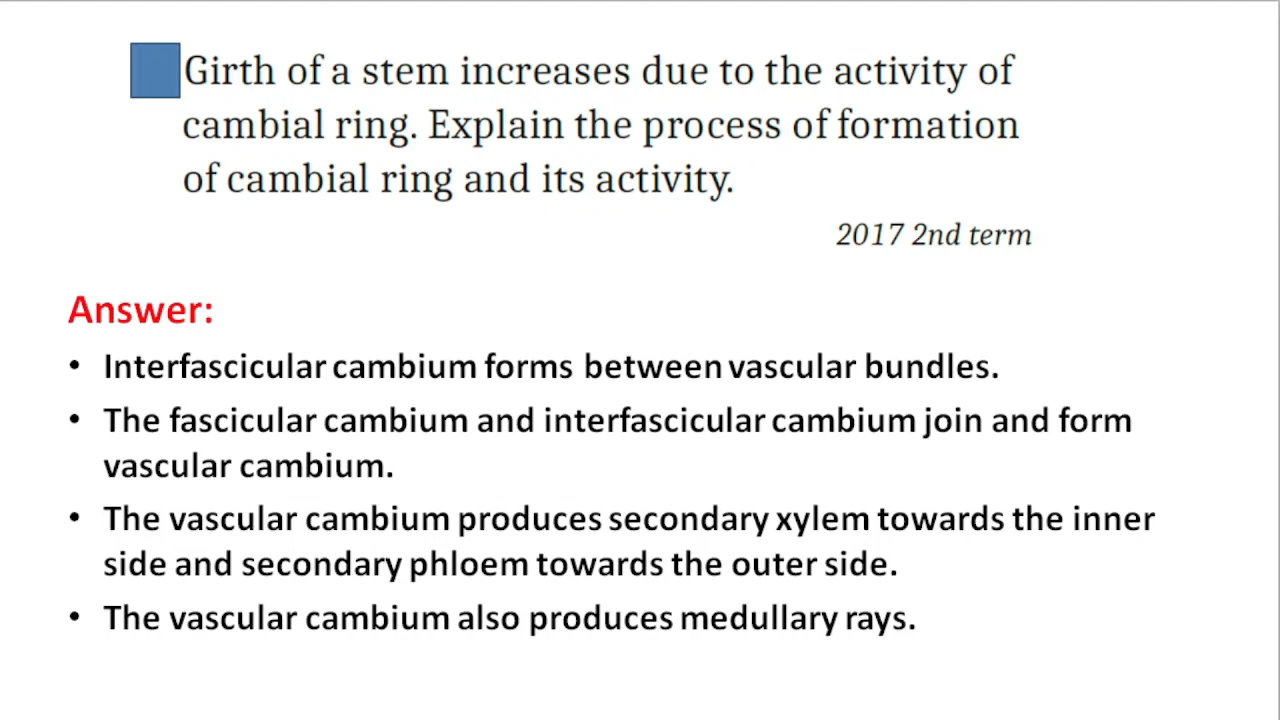 Girth of a stem increases due to the activity of
cambial ring. Explain the process of formation
of cambial ring and its activity.
2017 2nd term
Answer:
• Interfascicular cambium forms between vascular bundles.
• The fascicular cambium and interfascicular cambium join and form
vascular cambium.
• The vascular cambium produces secondary xylem towards the inner
side and secondary phloem towards the outer side.
• The vascular cambium also produces medullary rays.